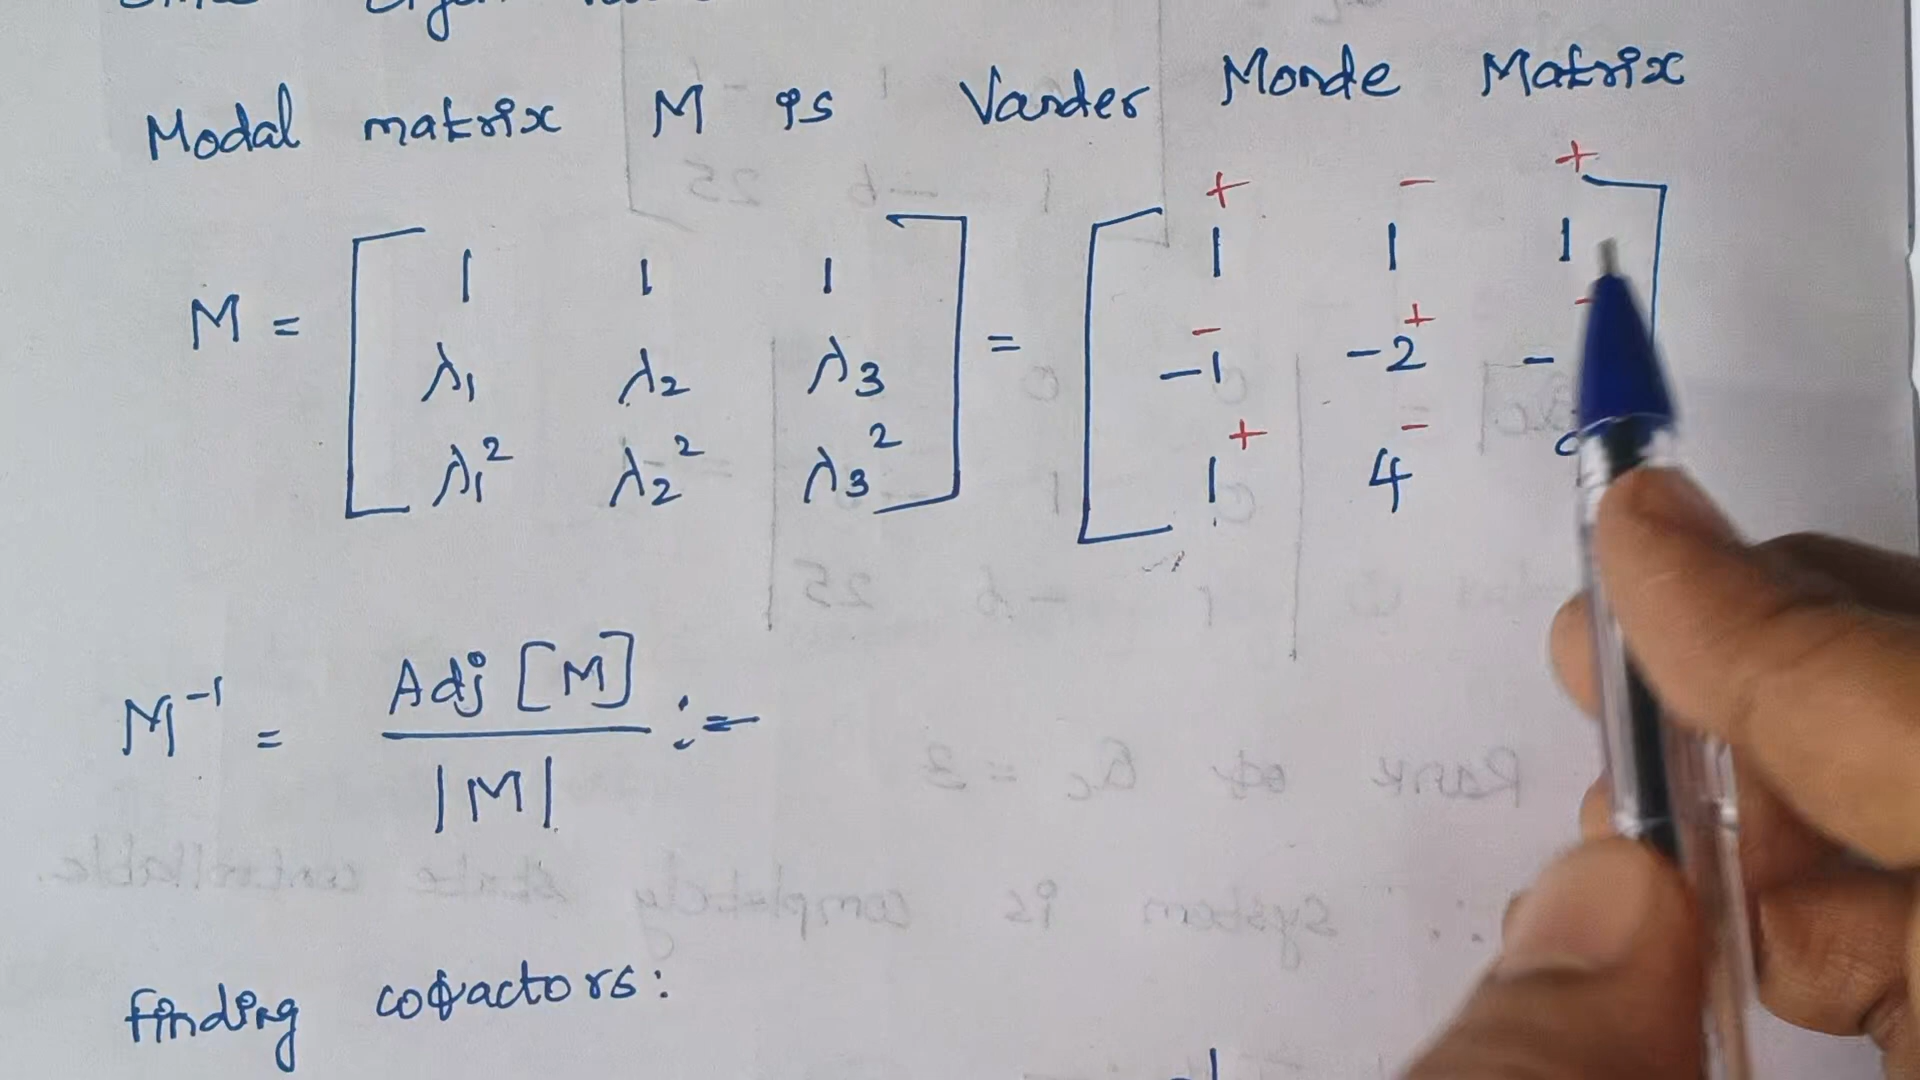 Modal matrix M is Vander Monde Matrix
M = [ 1 1 1 = [ 1 1 1
λ1 λ2 λ3 -1 -2 -
λ1² λ2² λ3² ] 1 4
+ - +
- + -
+ -
M⁻¹ = Adj [M] :-
|M|
finding cofactors: